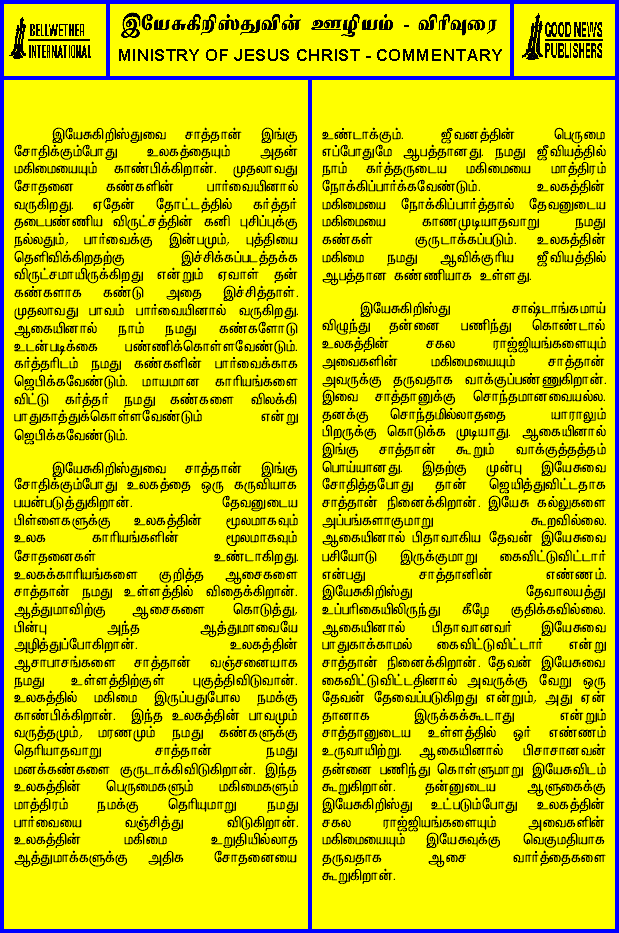 BELLWETHER
INTERNATIONAL
இயேசுகிறிஸ்துவின் ஊழியம் - விரிவுரை
MINISTRY OF JESUS CHRIST - COMMENTARY
GOOD NEWS
PUBLISHERS
இயேசுகிறிஸ்துவை சாத்தான் இங்கு
சோதிக்கும்போது உலகத்தையும் அதன்
மகிமையையும் காண்பிக்கிறான். முதலாவது
சோதனை கண்களின் பார்வையினால்
வருகிறது. ஏதேன் தோட்டத்தில் கர்த்தர்
தடைபண்ணிய விருட்சத்தின் கனி புசிப்புக்கு
நல்லதும், பார்வைக்கு இன்பமும், புத்தியை
தெளிவிக்கிறதற்கு இச்சிக்கப்படத்தக்க
விருட்சமாயிருக்கிறது என்றும் ஏவாள் தன்
கண்களாக கண்டு அதை இச்சித்தாள்.
முதலாவது பாவம் பார்வையினால் வருகிறது.
ஆகையினால் நாம் நமது கண்களோடு
உடன்படிக்கை பண்ணிக்கொள்ளவேண்டும்.
கர்த்தரிடம் நமது கண்களின் பார்வைக்காக
ஜெபிக்கவேண்டும். மாயமான காரியங்களை
விட்டு கர்த்தர் நமது கண்களை விலக்கி
பாதுகாத்துக்கொள்ளவேண்டும் என்று
ஜெபிக்கவேண்டும்.
இயேசுகிறிஸ்துவை சாத்தான் இங்கு
சோதிக்கும்போது உலகத்தை ஒரு கருவியாக
பயன்படுத்துகிறான். தேவனுடைய
பிள்ளைகளுக்கு உலகத்தின் மூலமாகவும்
உலக காரியங்களின் மூலமாகவும்
சோதனைகள் உண்டாகிறது.
உலகக்காரியங்களை குறித்த ஆசைகளை
சாத்தான் நமது உள்ளத்தில் விதைக்கிறான்.
ஆத்துமாவிற்கு ஆசைகளை கொடுத்து,
பின்பு அந்த ஆத்துமாவையே
அழித்துப்போகிறான். உலகத்தின்
ஆசாபாசங்களை சாத்தான் வஞ்சனையாக
நமது உள்ளத்திற்குள் புகுத்திவிடுவான்.
உலகத்தில் மகிமை இருப்பதுபோல நமக்கு
காண்பிக்கிறான். இந்த உலகத்தின் பாவமும்
வருத்தமும், மரணமும் நமது கண்களுக்கு
தெரியாதவாறு சாத்தான் நமது
மனக்கண்களை குருடாக்கிவிடுகிறான். இந்த
உலகத்தின் பெருமைகளும் மகிமைகளும்
மாத்திரம் நமக்கு தெரியுமாறு நமது
பார்வையை வஞ்சித்து விடுகிறான்.
உலகத்தின் மகிமை உறுதியில்லாத
ஆத்துமாக்களுக்கு அதிக சோதனையை
உண்டாக்கும். ஜீவனத்தின் பெருமை
எப்போதுமே ஆபத்தானது. நமது ஜீவியத்தில்
நாம் கர்த்தருடைய மகிமையை மாத்திரம்
நோக்கிப்பார்க்கவேண்டும். உலகத்தின்
மகிமையை நோக்கிப்பார்த்தால் தேவனுடைய
மகிமையை காணமுடியாதவாறு நமது
கண்கள் குருடாக்கப்படும். உலகத்தின்
மகிமை நமது ஆவிக்குரிய ஜீவியத்தில்
ஆபத்தான கண்ணியாக உள்ளது.
இயேசுகிறிஸ்து சாஷ்டாங்கமாய்
விழுந்து தன்னை பணிந்து கொண்டால்
உலகத்தின் சகல ராஜ்ஜியங்களையும்
அவைகளின் மகிமையையும் சாத்தான்
அவருக்கு தருவதாக வாக்குப்பண்ணுகிறான்.
இவை சாத்தானுக்கு சொந்தமானவையல்ல.
தனக்கு சொந்தமில்லாததை யாராலும்
பிறருக்கு கொடுக்க முடியாது. ஆகையினால்
இங்கு சாத்தான் கூறும் வாக்குத்தத்தம்
பொய்யானது. இதற்கு முன்பு இயேசுவை
சோதித்தபோது தான் ஜெயித்துவிட்டதாக
சாத்தான் நினைக்கிறான். இயேசு கல்லுகளை
அப்பங்களாகுமாறு கூறவில்லை.
ஆகையினால் பிதாவாகிய தேவன் இயேசுவை
பசியோடு இருக்குமாறு கைவிட்டுவிட்டார்
என்பது சாத்தானின் எண்ணம்.
இயேசுகிறிஸ்து தேவாலயத்து
உப்பரிகையிலிருந்து கீழே குதிக்கவில்லை.
ஆகையினால் பிதாவானவர் இயேசுவை
பாதுகாக்காமல் கைவிட்டுவிட்டார் என்று
சாத்தான் நினைக்கிறான். தேவன் இயேசுவை
கைவிட்டுவிட்டதினால் அவருக்கு வேறு ஒரு
தேவன் தேவைப்படுகிறது என்றும், அது ஏன்
தானாக இருக்கக்கூடாது என்றும்
சாத்தானுடைய உள்ளத்தில் ஓர் எண்ணம்
உருவாயிற்று. ஆகையினால் பிசாசானவன்
தன்னை பணிந்து கொள்ளுமாறு இயேசுவிடம்
கூறுகிறான். தன்னுடைய ஆளுகைக்கு
இயேசுகிறிஸ்து உட்படும்போது உலகத்தின்
சகல ராஜ்ஜியங்களையும் அவைகளின்
மகிமையையும் இயேசுவுக்கு வெகுமதியாக
தருவதாக ஆசை வார்த்தைகளை
கூறுகிறான்.